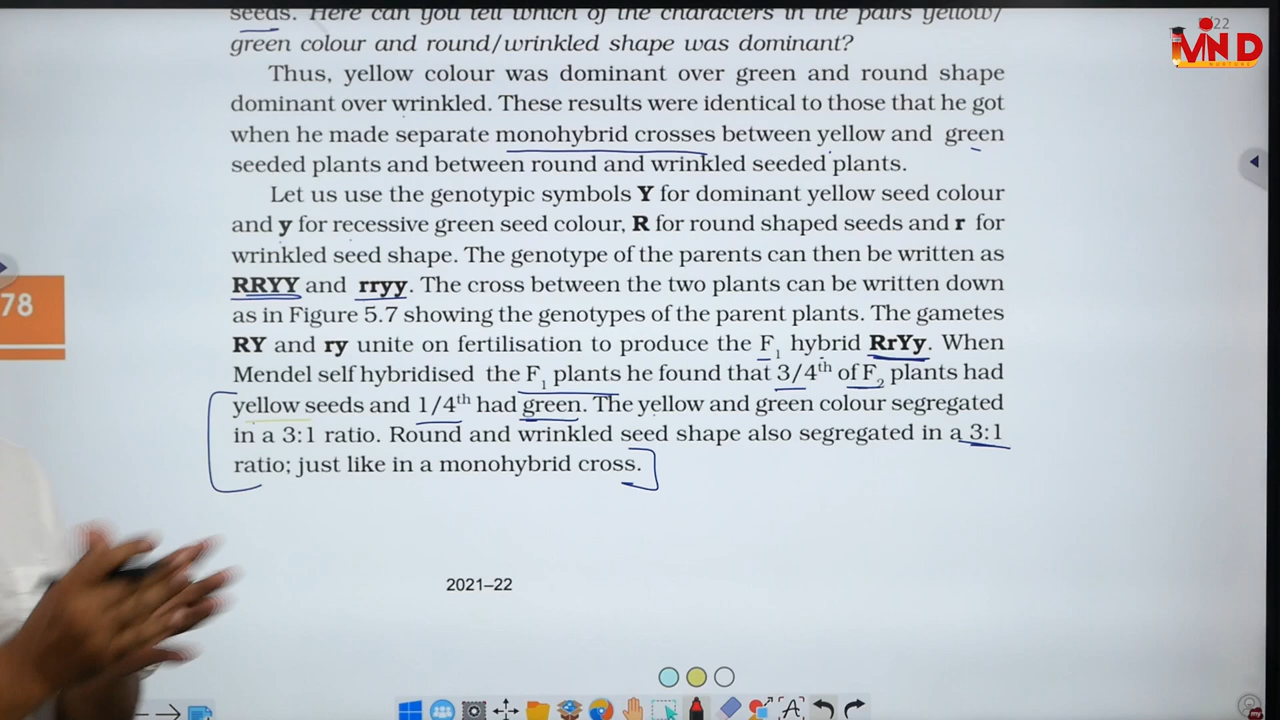 seeds. Here can you tell which of the characters in the pairs yellow/
green colour and round/wrinkled shape was dominant?
Thus, yellow colour was dominant over green and round shape
dominant over wrinkled. These results were identical to those that he got
when he made separate monohybrid crosses between yellow and green
seeded plants and between round and wrinkled seeded plants.
Let us use the genotypic symbols Y for dominant yellow seed colour
and y for recessive green seed colour, R for round shaped seeds and r for
wrinkled seed shape. The genotype of the parents can then be written as
RRYY and rryy. The cross between the two plants can be written down
as in Figure 5.7 showing the genotypes of the parent plants. The gametes
RY and ry unite on fertilisation to produce the F1 hybrid RrYy. When
Mendel self hybridised the F1 plants he found that 3/4th of F2 plants had
yellow seeds and 1/4th had green. The yellow and green colour segregated
in a 3:1 ratio. Round and wrinkled seed shape also segregated in a 3:1
ratio; just like in a monohybrid cross.
78
2021–22
MIND